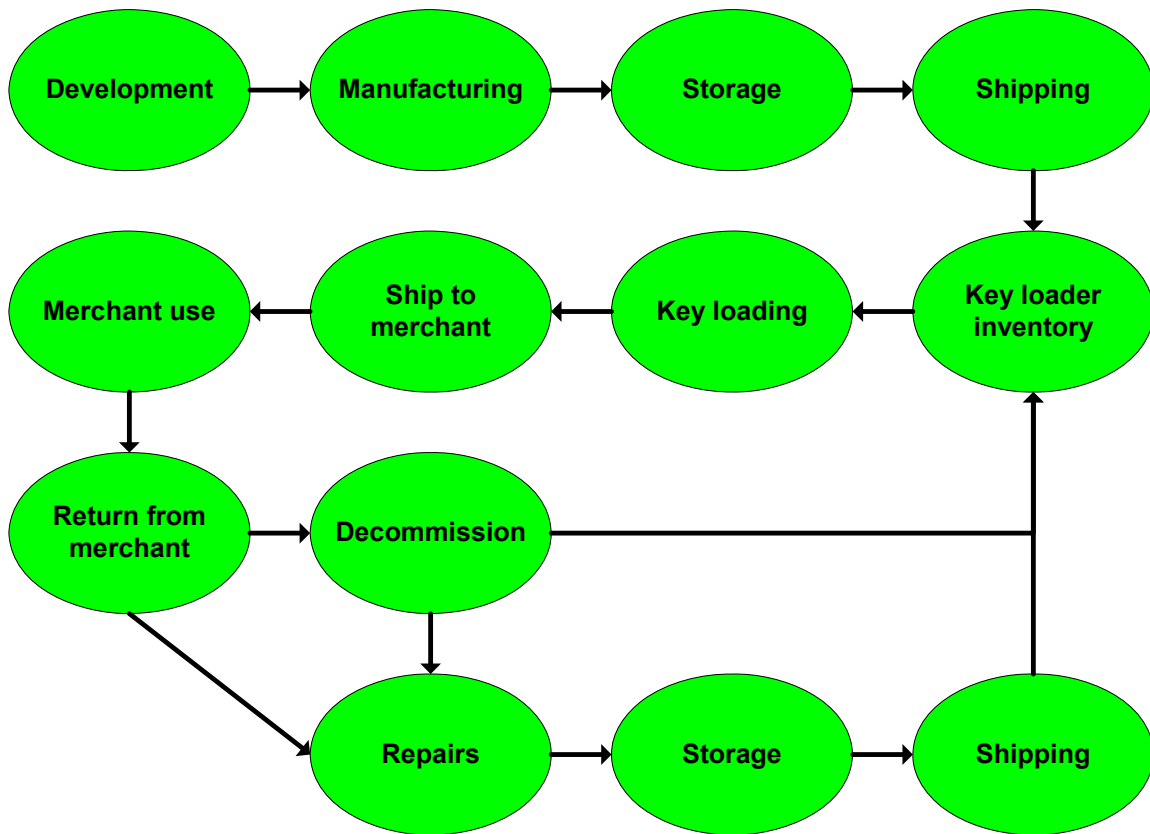 Development
Manufacturing
Storage
Shipping
Merchant use
Ship to
merchant
Key loading
Key loader
inventory
Return from
merchant
Decommission
Repairs
Storage
Shipping